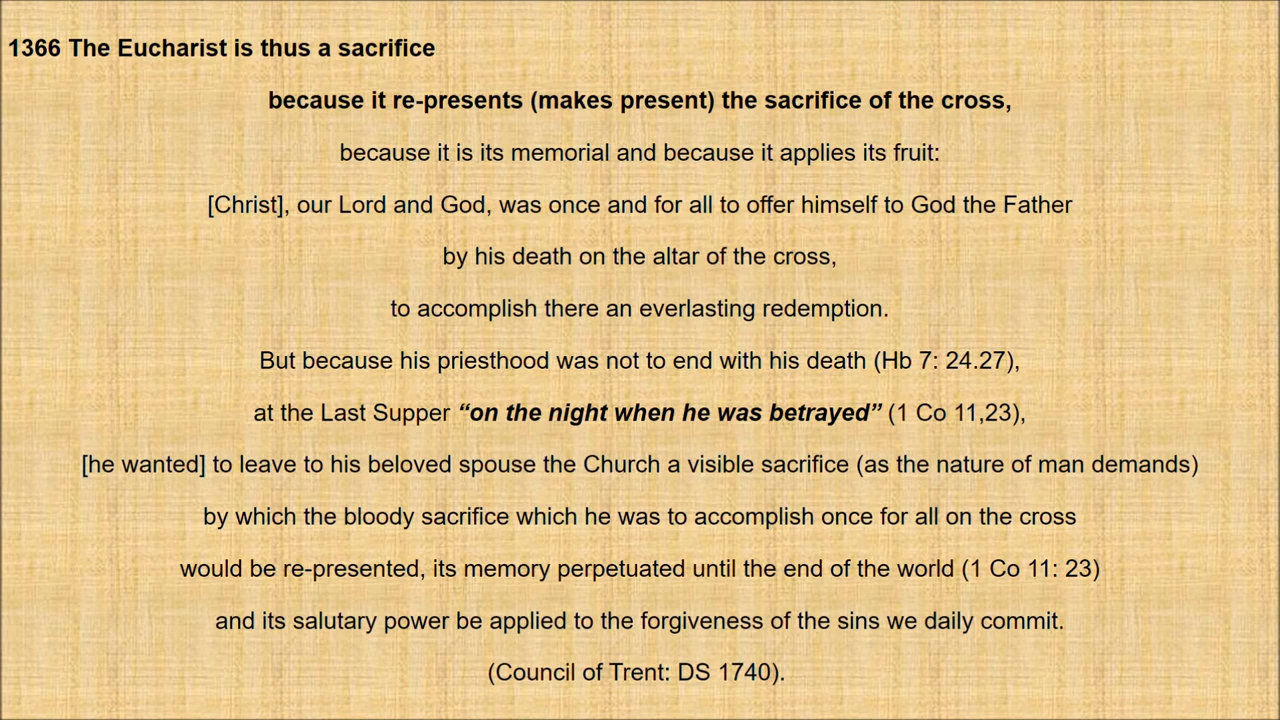 1366 The Eucharist is thus a sacrifice
because it re-presents (makes present) the sacrifice of the cross,
because it is its memorial and because it applies its fruit:
[Christ], our Lord and God, was once and for all to offer himself to God the Father
by his death on the altar of the cross,
to accomplish there an everlasting redemption.
But because his priesthood was not to end with his death (Hb 7: 24.27),
at the Last Supper “on the night when he was betrayed” (1 Co 11,23),
[he wanted] to leave to his beloved spouse the Church a visible sacrifice (as the nature of man demands)
by which the bloody sacrifice which he was to accomplish once for all on the cross
would be re-presented, its memory perpetuated until the end of the world (1 Co 11: 23)
and its salutary power be applied to the forgiveness of the sins we daily commit.
(Council of Trent: DS 1740).